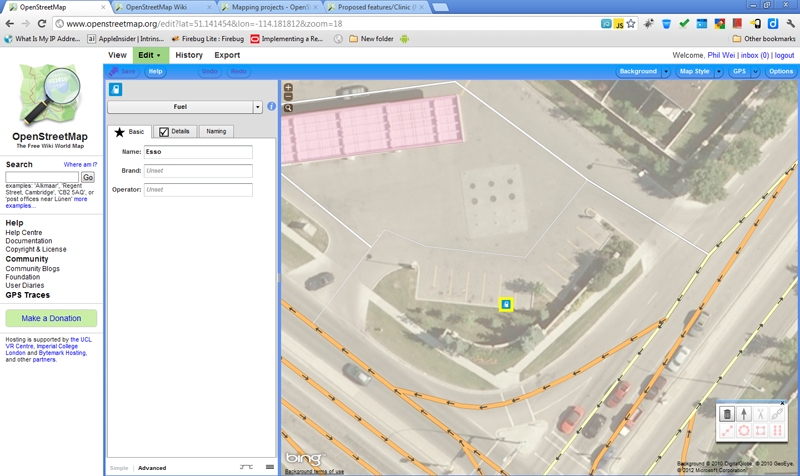 OpenStreetMap
OpenStreetMap Wiki
Mapping projects - OpenSt
Proposed features/Clinic (M
www.openstreetmap.org/edit?lat=51.141454&lon=-114.181812&zoom=18
What Is My IP Addre...
AppleInsider | Intrins...
Firebug Lite : Firebug
Implementing a Re...
New folder
Other bookmarks
View
Edit
History
Export
Welcome, Phil Wei | inbox (0) | logout
Save
Help
Undo
Redo
Background
Map Style
GPS
Options
OpenStreetMap
The Free Wiki World Map
Search
Where am I?
Go
examples: 'Alkmaar', 'Regent
Street, Cambridge', 'CB2 5AQ', or
'post offices near Lünen' more
examples...
Help
Help Centre
Documentation
Copyright & License
Community
Community Blogs
Foundation
User Diaries
GPS Traces
Make a Donation
Hosting is supported by the UCL
VR Centre, Imperial College
London and Bytemark Hosting,
and other partners.
Fuel
Basic
Details
Naming
Name: Esso
Brand: Unset
Operator: Unset
Simple
Advanced
bing
Background terms of use
Background © 2010 DigitalGlobe, © 2010 GeoEye,
© 2012 Microsoft Corporation